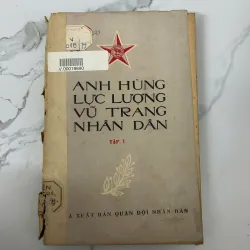 ANH HÙNG
LỰC LƯỢNG
VŨ TRANG
NHÂN DÂN
TẬP I
XUẤT BẢN QUÂN ĐỘI NHÂN DÂN